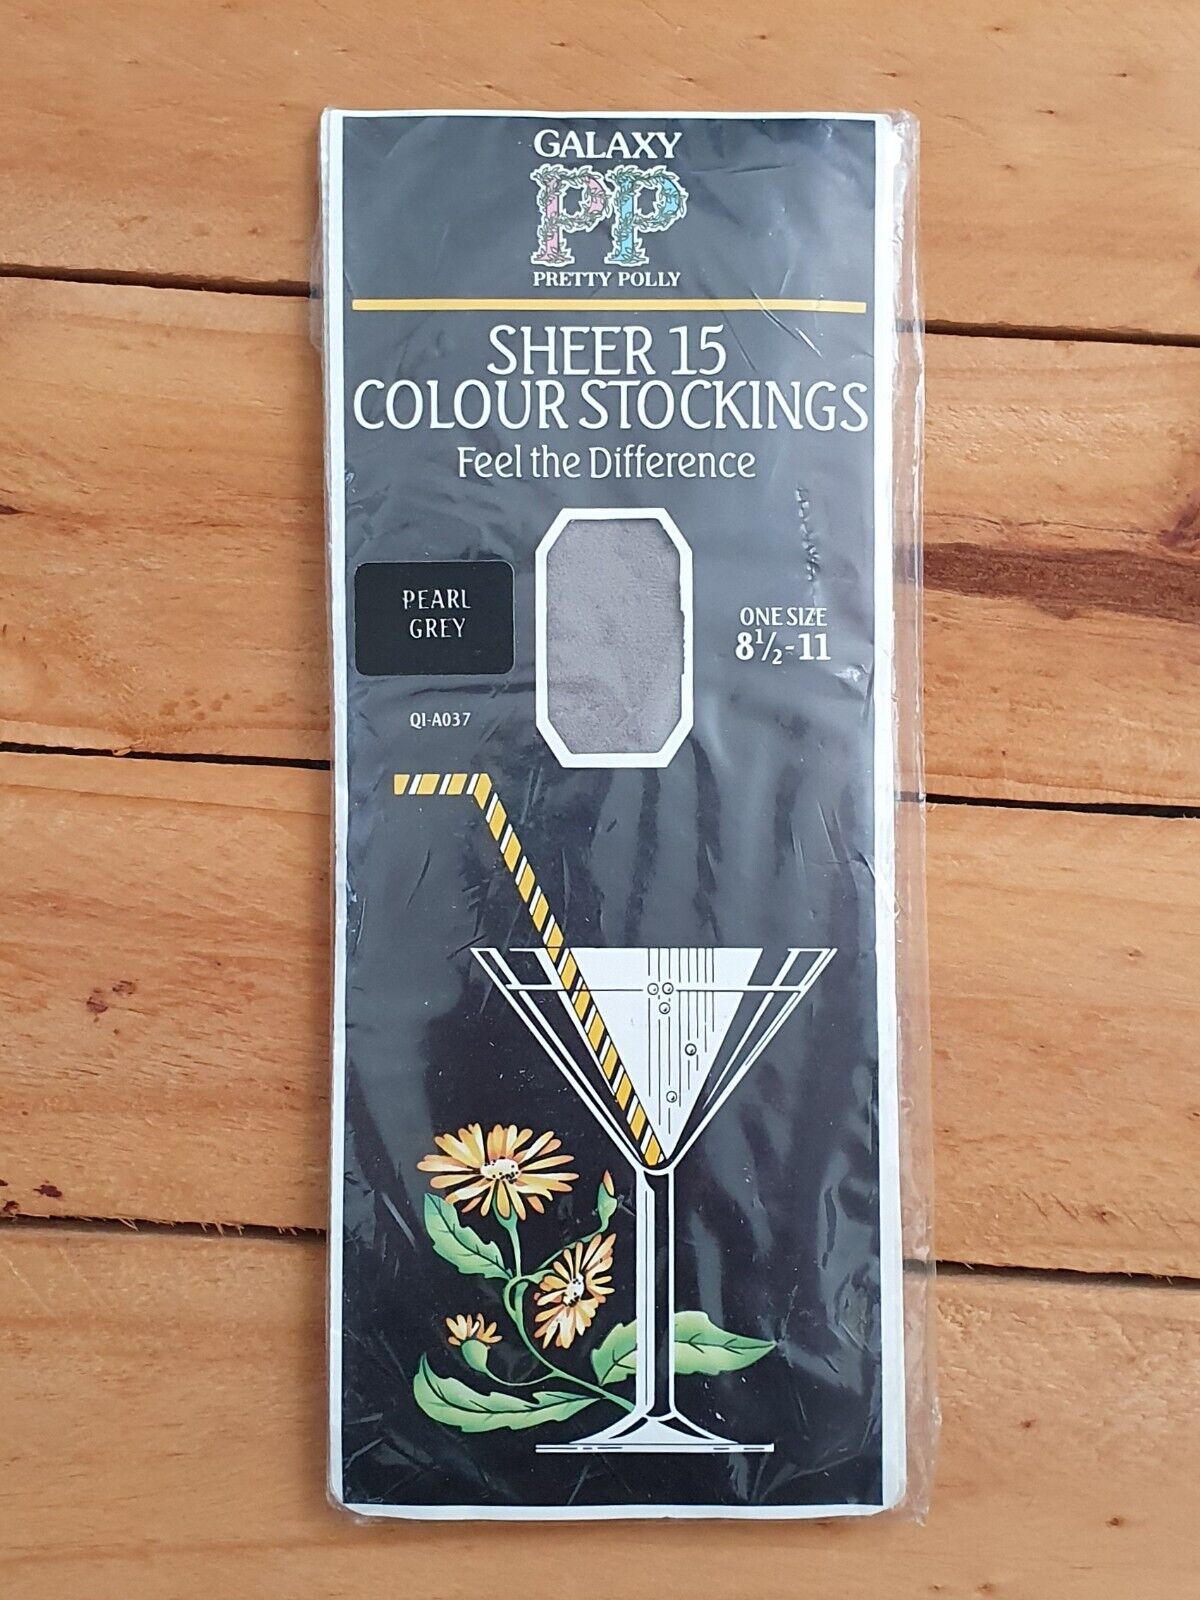 GALAXY
PP
PRETTY POLLY
SHEER 15
COLOUR STOCKINGS
Feel the Difference
PEARL
GREY
ONE SIZE
8½-11
QI-A037